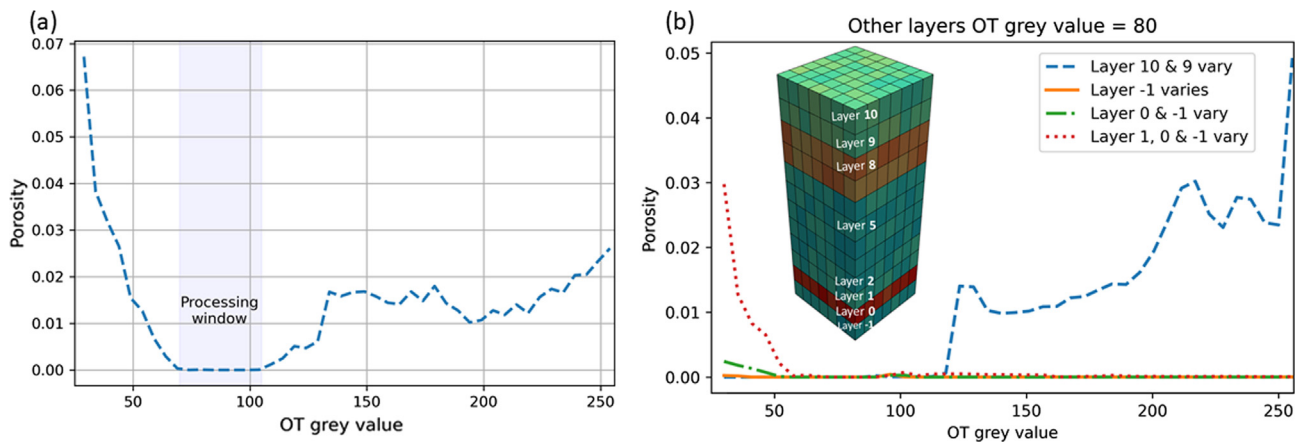 (a)
0.07
0.06
0.05
0.04
0.03
0.02
0.01
0.00
Porosity
Processing
window
50
100
150
200
250
OT grey value
(b)
Other layers OT grey value = 80
0.05
0.04
0.03
0.02
0.01
0.00
Porosity
Layer 10 & 9 vary
Layer -1 varies
Layer 0 & -1 vary
Layer 1, 0 & -1 vary
Layer 10
Layer 9
Layer 8
Layer 5
Layer 2
Layer 1
Layer 0
Layer -1
50
100
150
200
250
OT grey value